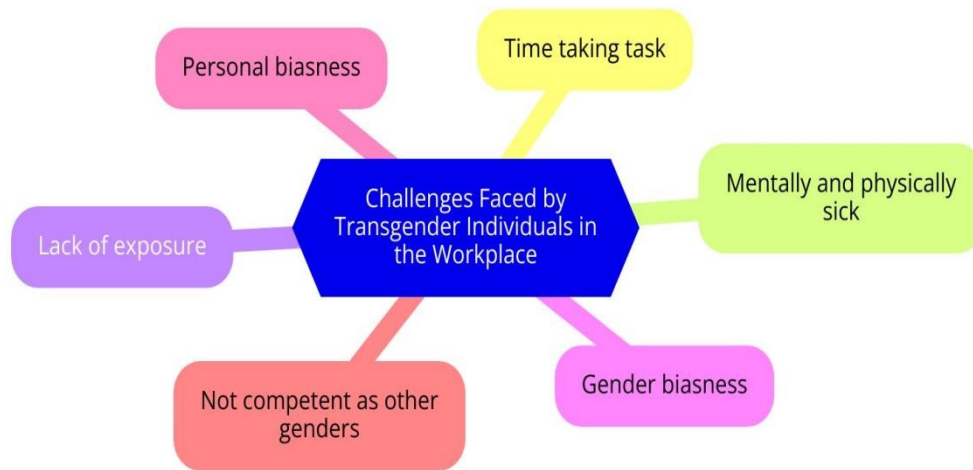 Personal biasness
Time taking task
Challenges Faced by
Transgender Individuals in
the Workplace
Mentally and physically
sick
Lack of exposure
Not competent as other
genders
Gender biasness